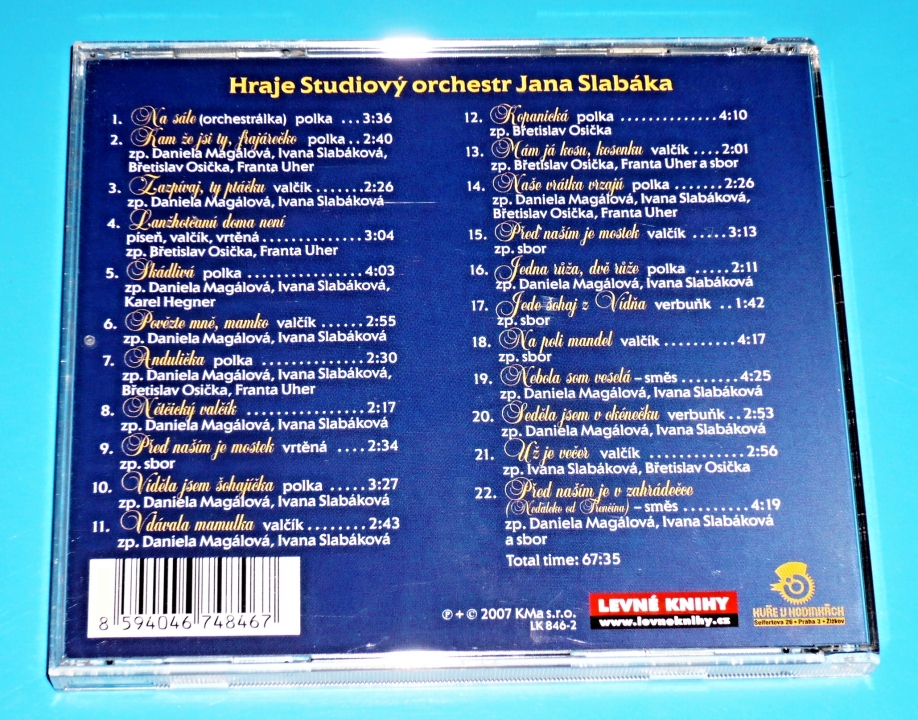 Hraje Studiový orchestr Jana Slabáka
1. Na sále (orchestrálka) polka ...3:36
2. Kam že jsi ty, frajárečko polka ..2:40
zp. Daniela Magálová, Ivana Slabáková,
Břetislav Osička, Franta Uher
3. Zazpívaj, ty ptáčku valčík .......2:26
zp. Daniela Magálová, Ivana Slabáková
4. Lanžhotčanú doma není
píseň, valčík, vrtěná ...............3:04
zp. Břetislav Osička, Franta Uher
5. Škádlivá polka .................4:03
zp. Daniela Magálová, Ivana Slabáková,
Karel Hegner
6. Povězte mně, mamko valčík ......2:55
zp. Daniela Magálová, Ivana Slabáková
7. Andulička polka ...............2:30
zp. Daniela Magálová, Ivana Slabáková,
Břetislav Osička, Franta Uher
8. Nětčický valčík .................2:17
9. Před naším je mostek vrtěná ....2:34
zp. sbor
10. Viděla jsem šohajíčka polka .....3:27
zp. Daniela Magálová, Ivana Slabáková
11. Vdávala mamulka valčík ........2:43
zp. Daniela Magálová, Ivana Slabáková
12. Kopanická polka ..............4:10
zp. Břetislav Osička
13. Mám já kosu, kosenku valčík ....2:01
zp. Břetislav Osička, Franta Uher a sbor
14. Naše vrátka vrzajú polka .......2:26
zp. Daniela Magálová, Ivana Slabáková,
Břetislav Osička, Franta Uher
15. Před naším je mostek valčík .....3:13
zp. sbor
16. Jedna růža, dvě růže polka .....2:11
zp. Daniela Magálová, Ivana Slabáková
17. Jede šohaj z Vídňa verbuňk ..1:42
zp. sbor
18. Na poli mandel valčík ..........4:17
zp. sbor
19. Nebola som veselá – směs ........4:25
zp. Daniela Magálová, Ivana Slabáková
20. Seděla jsem v okénečku verbuňk ..2:53
zp. Daniela Magálová, Ivana Slabáková
21. Už je večer valčík ..............2:56
zp. Ivana Slabáková, Břetislav Osička
22. Před naším je v zahrádečce
(Neďaleko od Trenčína) – směs .........4:19
zp. Daniela Magálová, Ivana Slabáková
a sbor
Total time: 67:35
8 594046 748467
℗ + © 2007 KMa s.r.o.
LK 846-2
LEVNÉ KNIHY
www.levneknihy.cz
KUŘE V HODINKÁCH
Seifertova 26 • Praha 3 • Žižkov